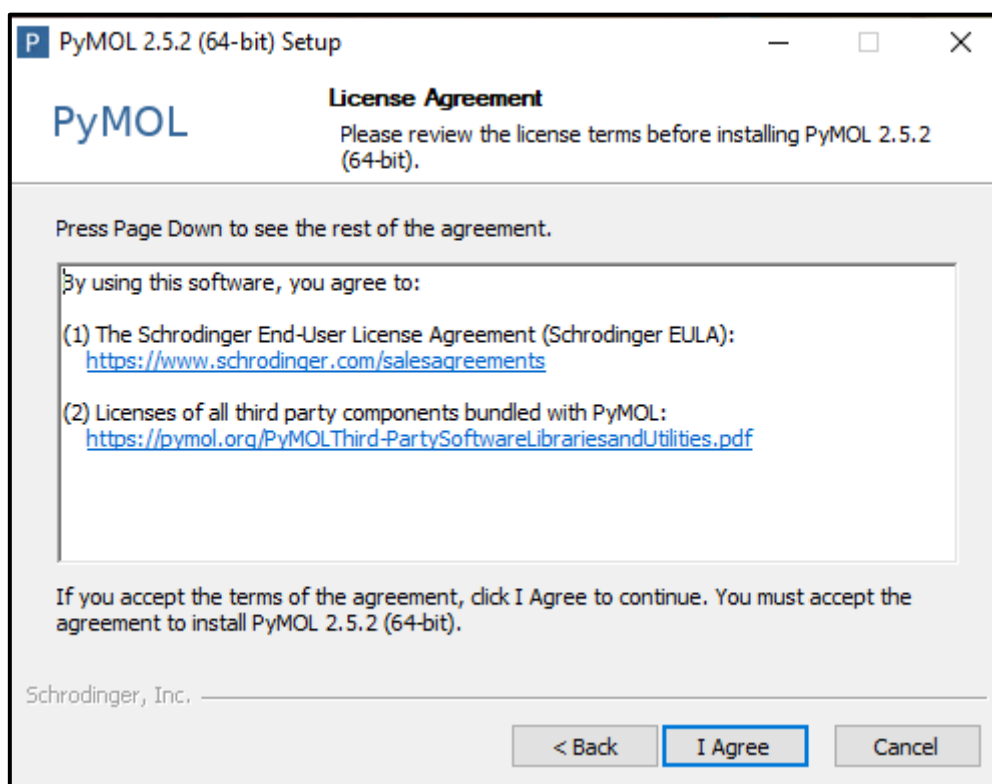 P PyMOL 2.5.2 (64-bit) Setup
PyMOL
License Agreement
Please review the license terms before installing PyMOL 2.5.2
(64-bit).
Press Page Down to see the rest of the agreement.
By using this software, you agree to:
(1) The Schrodinger End-User License Agreement (Schrodinger EULA):
https://www.schrodinger.com/salesagreements
(2) Licenses of all third party components bundled with PyMOL:
https://pymol.org/PyMOLThird-PartySoftwareLibrariesandUtilities.pdf
If you accept the terms of the agreement, click I Agree to continue. You must accept the
agreement to install PyMOL 2.5.2 (64-bit).
Schrodinger, Inc.
< Back I Agree Cancel